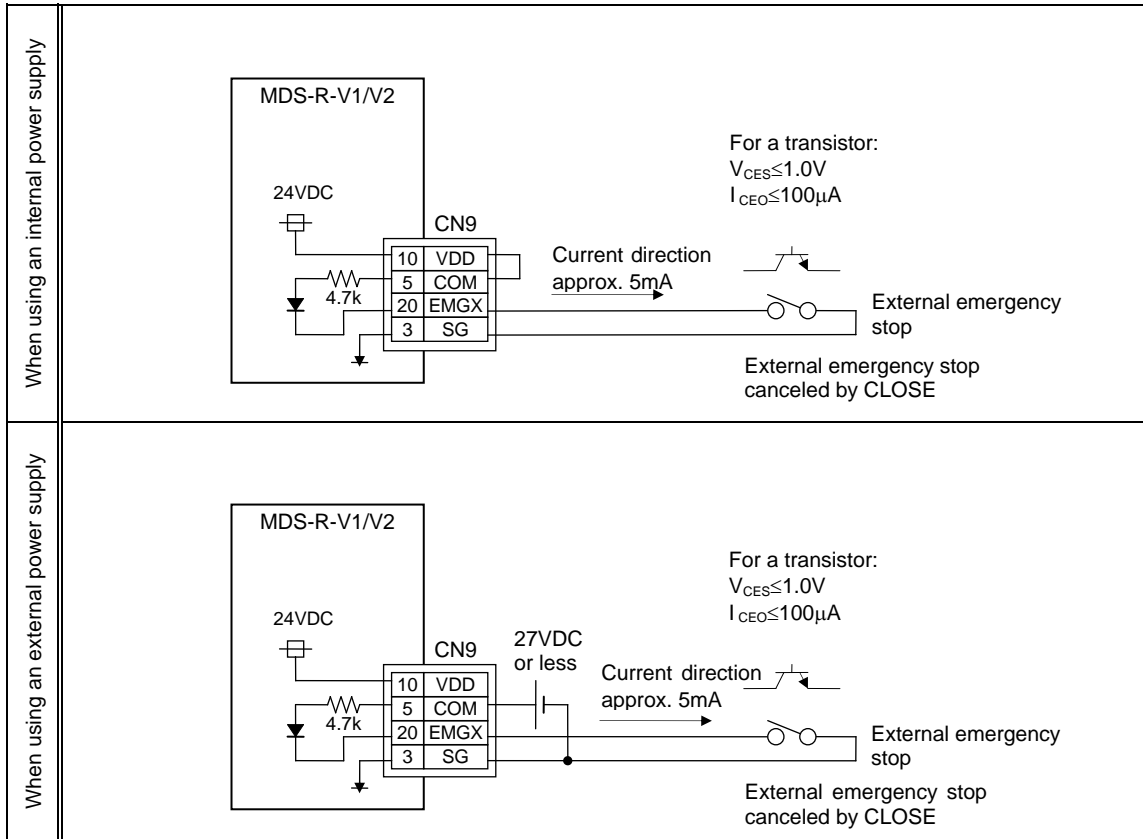 When using an internal power supply
MDS-R-V1/V2
24VDC
4.7k
CN9
10 VDD
5 COM
20 EMGX
3 SG
Current direction
approx. 5mA
For a transistor:
VCES≤1.0V
ICEO≤100μA
External emergency
stop
External emergency stop
canceled by CLOSE
When using an external power supply
MDS-R-V1/V2
24VDC
4.7k
CN9
10 VDD
5 COM
20 EMGX
3 SG
27VDC
or less
Current direction
approx. 5mA
For a transistor:
VCES≤1.0V
ICEO≤100μA
External emergency
stop
External emergency stop
canceled by CLOSE